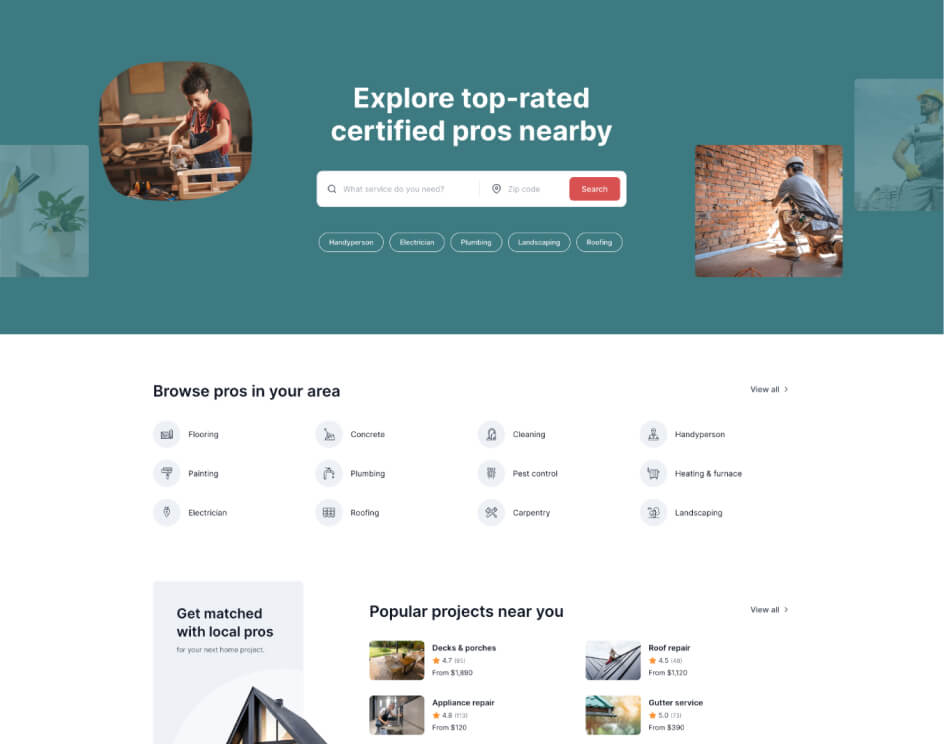 Explore top-rated
certified pros nearby
What service do you need?
Zip code
Search
Handyperson
Electrician
Plumbing
Landscaping
Roofing
Browse pros in your area
View all
Flooring
Concrete
Cleaning
Handyperson
Painting
Plumbing
Pest control
Heating & furnace
Electrician
Roofing
Carpentry
Landscaping
Get matched
with local pros
for your next home project.
Popular projects near you
View all
Decks & porches
4.7 (95)
From $1,890
Roof repair
4.5 (48)
From $1,120
Appliance repair
4.8 (113)
From $120
Gutter service
5.0 (73)
From $390